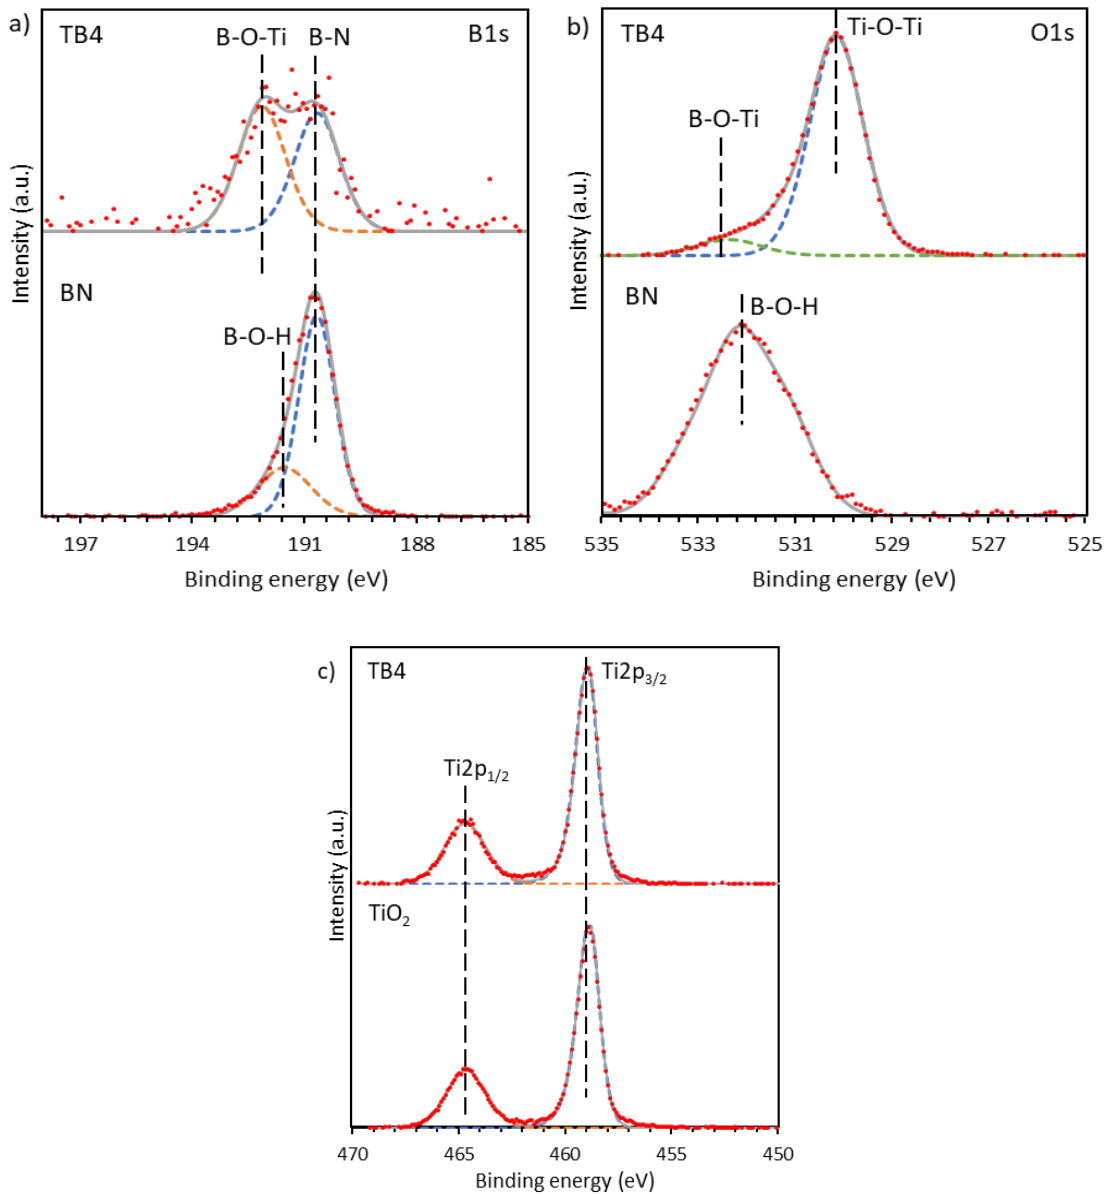 a)
TB4
B-O-Ti
B-N
B1s
BN
B-O-H
Intensity (a.u.)
197
194
191
188
185
Binding energy (eV)
b)
TB4
Ti-O-Ti
O1s
B-O-Ti
BN
B-O-H
Intensity (a.u.)
535
533
531
529
527
525
Binding energy (eV)
c)
TB4
Ti2p3/2
Ti2p1/2
TiO2
Intensity (a.u.)
470
465
460
455
450
Binding energy (eV)